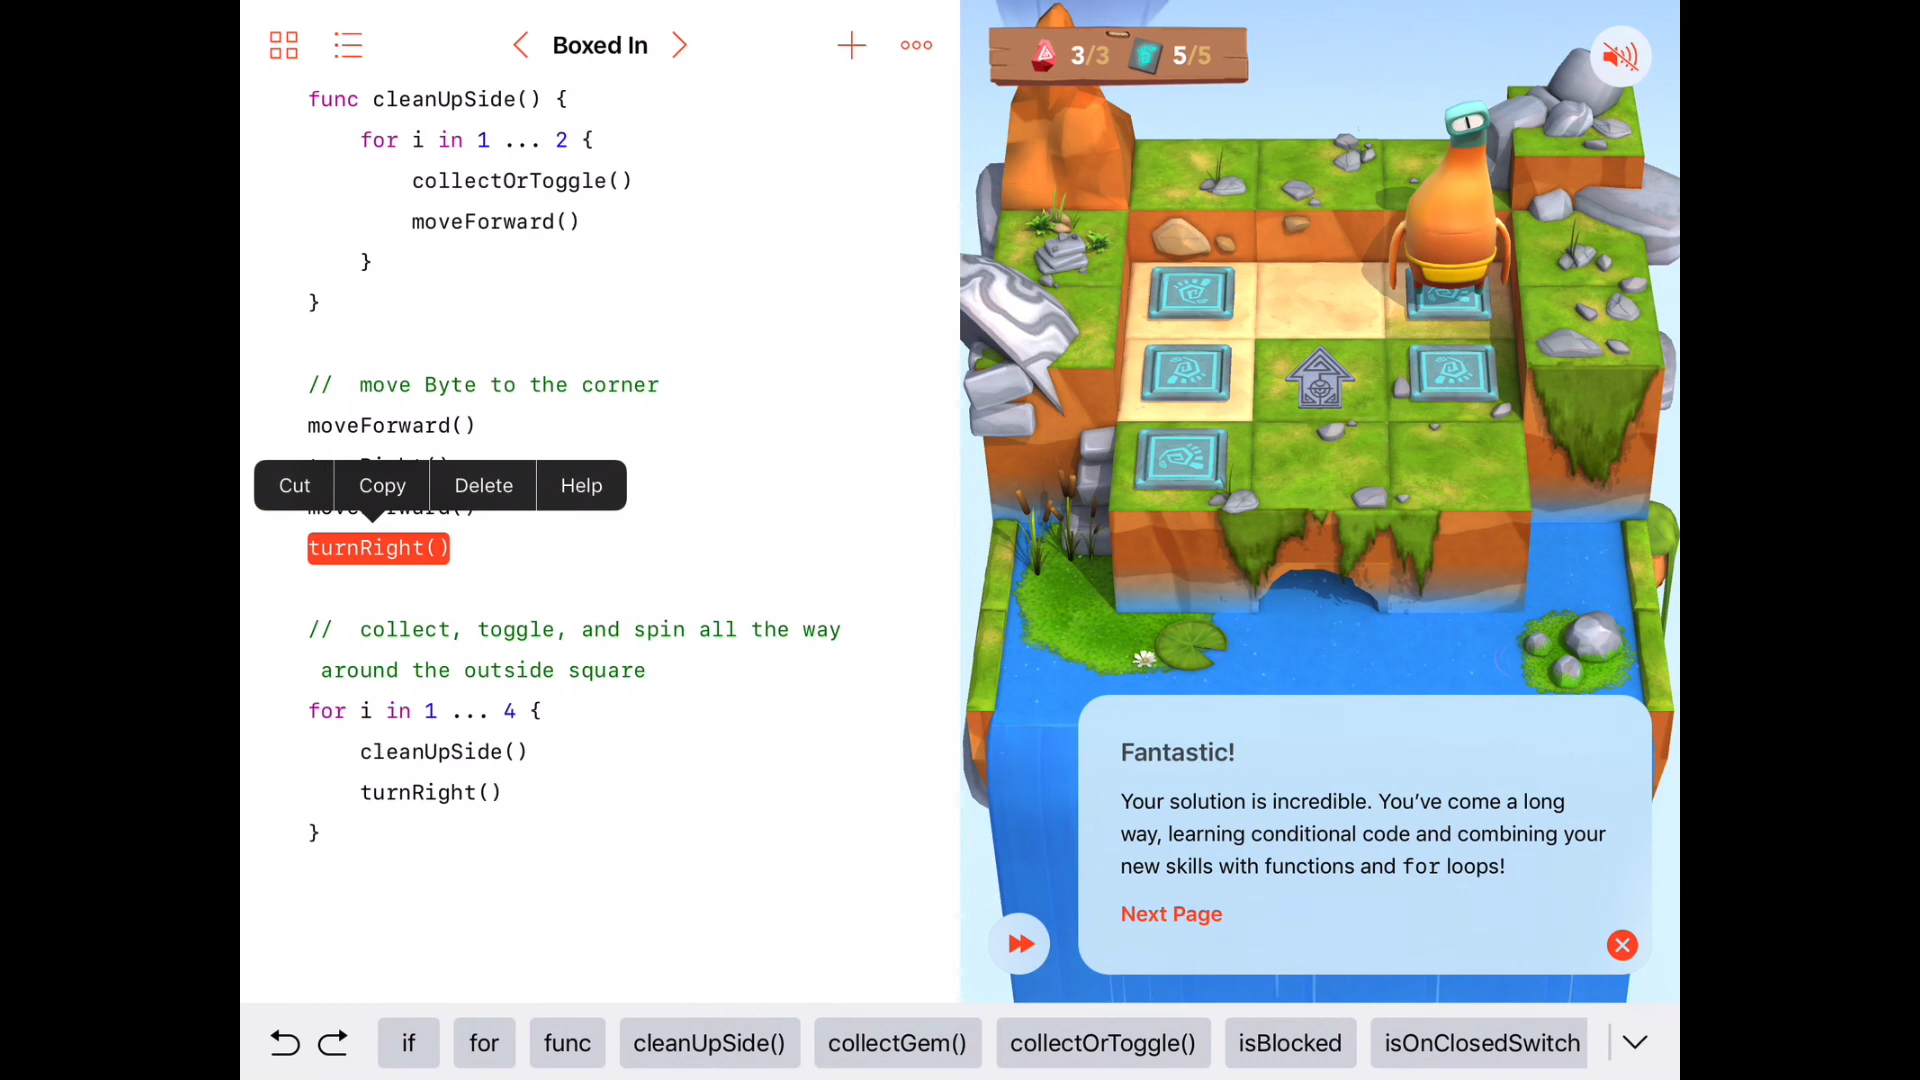 Boxed In
func cleanUpSide() {
for i in 1 ... 2 {
collectOrToggle()
moveForward()
}
}
//  move Byte to the corner
moveForward()
Cut
Copy
Delete
Help
turnRight()
//  collect, toggle, and spin all the way
around the outside square
for i in 1 ... 4 {
cleanUpSide()
turnRight()
}
3/3
5/5
Fantastic!
Your solution is incredible. You’ve come a long
way, learning conditional code and combining your
new skills with functions and for loops!
Next Page
if
for
func
cleanUpSide()
collectGem()
collectOrToggle()
isBlocked
isOnClosedSwitch